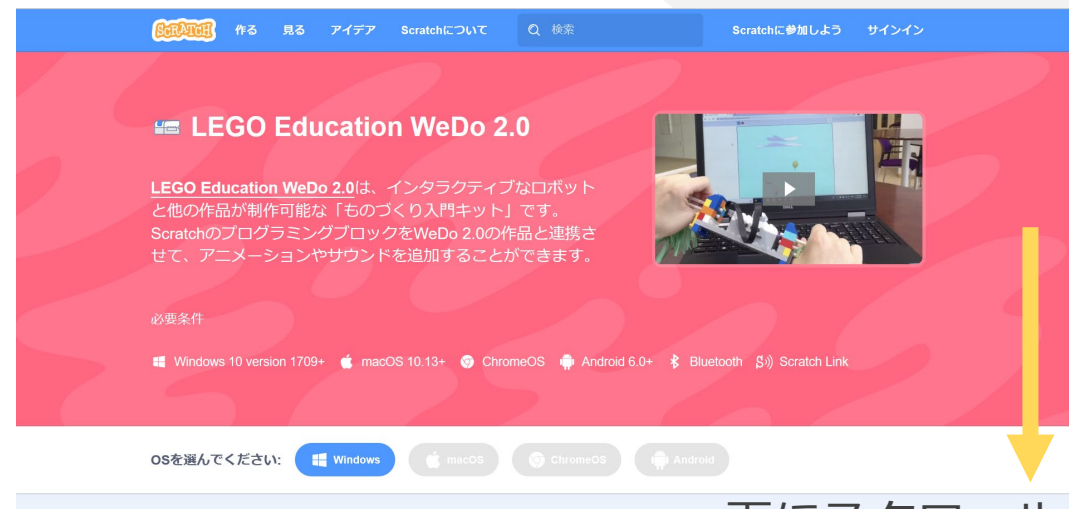 SCRATCH 作る 見る アイデア Scratchについて 検索 Scratchに参加しよう サインイン
LEGO Education WeDo 2.0
LEGO Education WeDo 2.0は、インタラクティブなロボット
と他の作品が制作可能な「ものづくり入門キット」です。
ScratchのプログラミングブロックをWeDo 2.0の作品と連携さ
せて、アニメーションやサウンドを追加することができます。
必要条件
Windows 10 version 1709+ macOS 10.13+ ChromeOS Android 6.0+ Bluetooth Scratch Link
OSを選んでください: Windows macOS ChromeOS Android